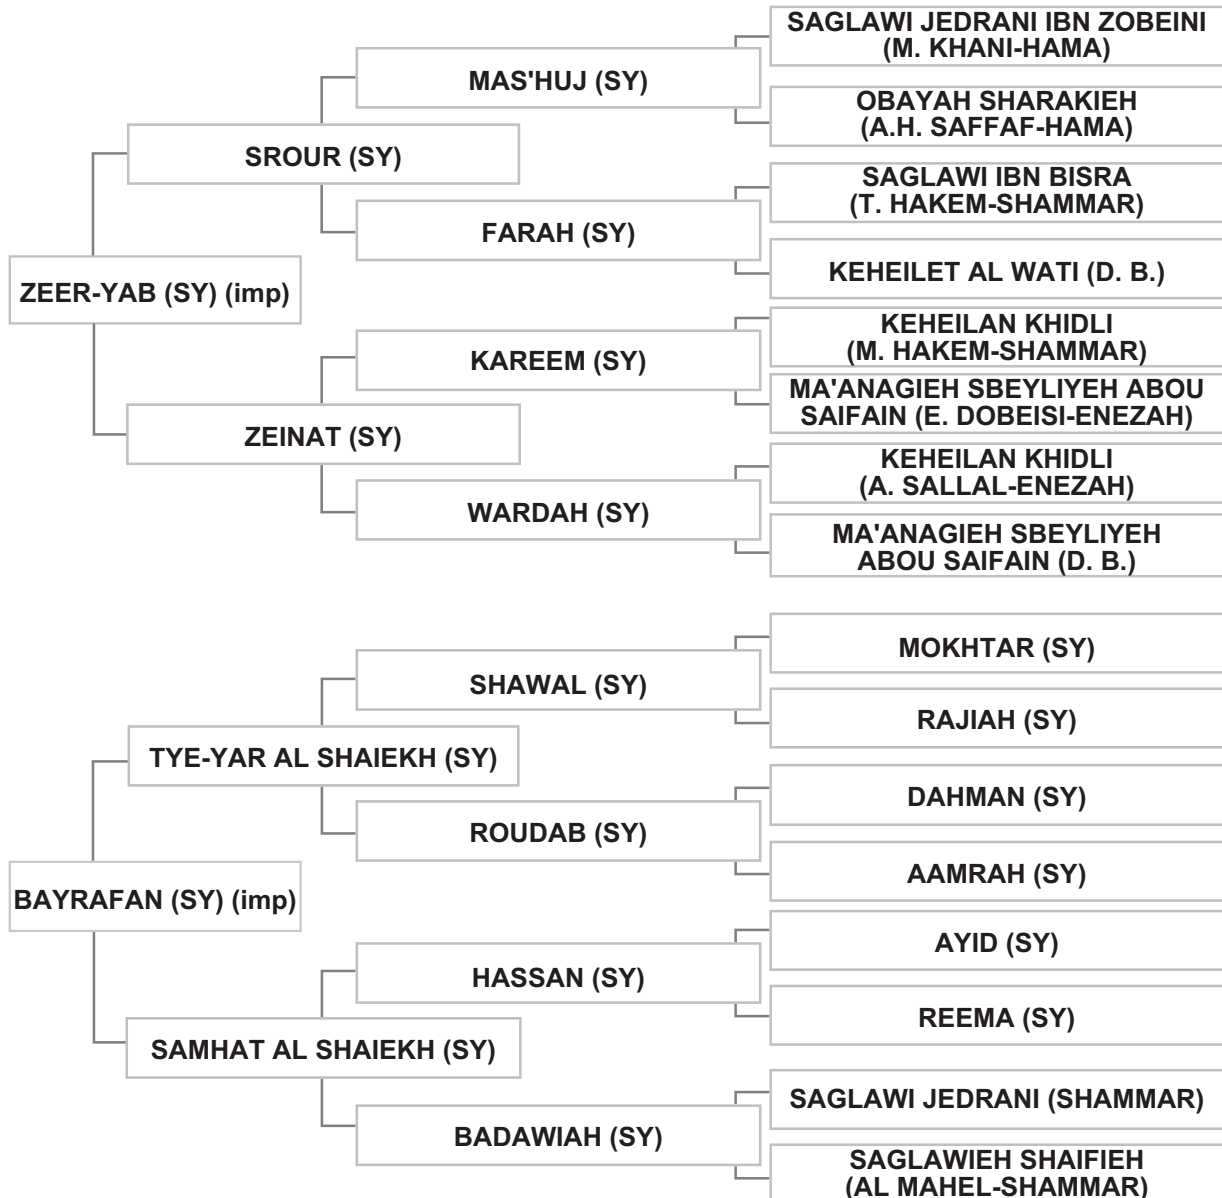 SAGLAWI JEDRANI IBN ZOBEINI
(M. KHANI-HAMA)
MAS'HUJ (SY)
OBAYAH SHARAKIEH
(A.H. SAFFAF-HAMA)
SROUR (SY)
SAGLAWI IBN BISRA
(T. HAKEM-SHAMMAR)
FARAH (SY)
KEHEILET AL WATI (D. B.)
ZEER-YAB (SY) (imp)
KEHEILAN KHIDLI
(M. HAKEM-SHAMMAR)
KAREEM (SY)
MA'ANAGIEH SBEYLIYEH ABOU
SAIFAIN (E. DOBEISI-ENEZAH)
ZEINAT (SY)
KEHEILAN KHIDLI
(A. SALLAL-ENEZAH)
WARDAH (SY)
MA'ANAGIEH SBEYLIYEH
ABOU SAIFAIN (D. B.)
MOKHTAR (SY)
SHAWAL (SY)
RAJIAH (SY)
TYE-YAR AL SHAIEKH (SY)
DAHMAN (SY)
ROUDAB (SY)
AAMRAH (SY)
BAYRAFAN (SY) (imp)
AYID (SY)
HASSAN (SY)
REEMA (SY)
SAMHAT AL SHAIEKH (SY)
SAGLAWI JEDRANI (SHAMMAR)
BADAWIAH (SY)
SAGLAWIEH SHAIFIEH
(AL MAHEL-SHAMMAR)